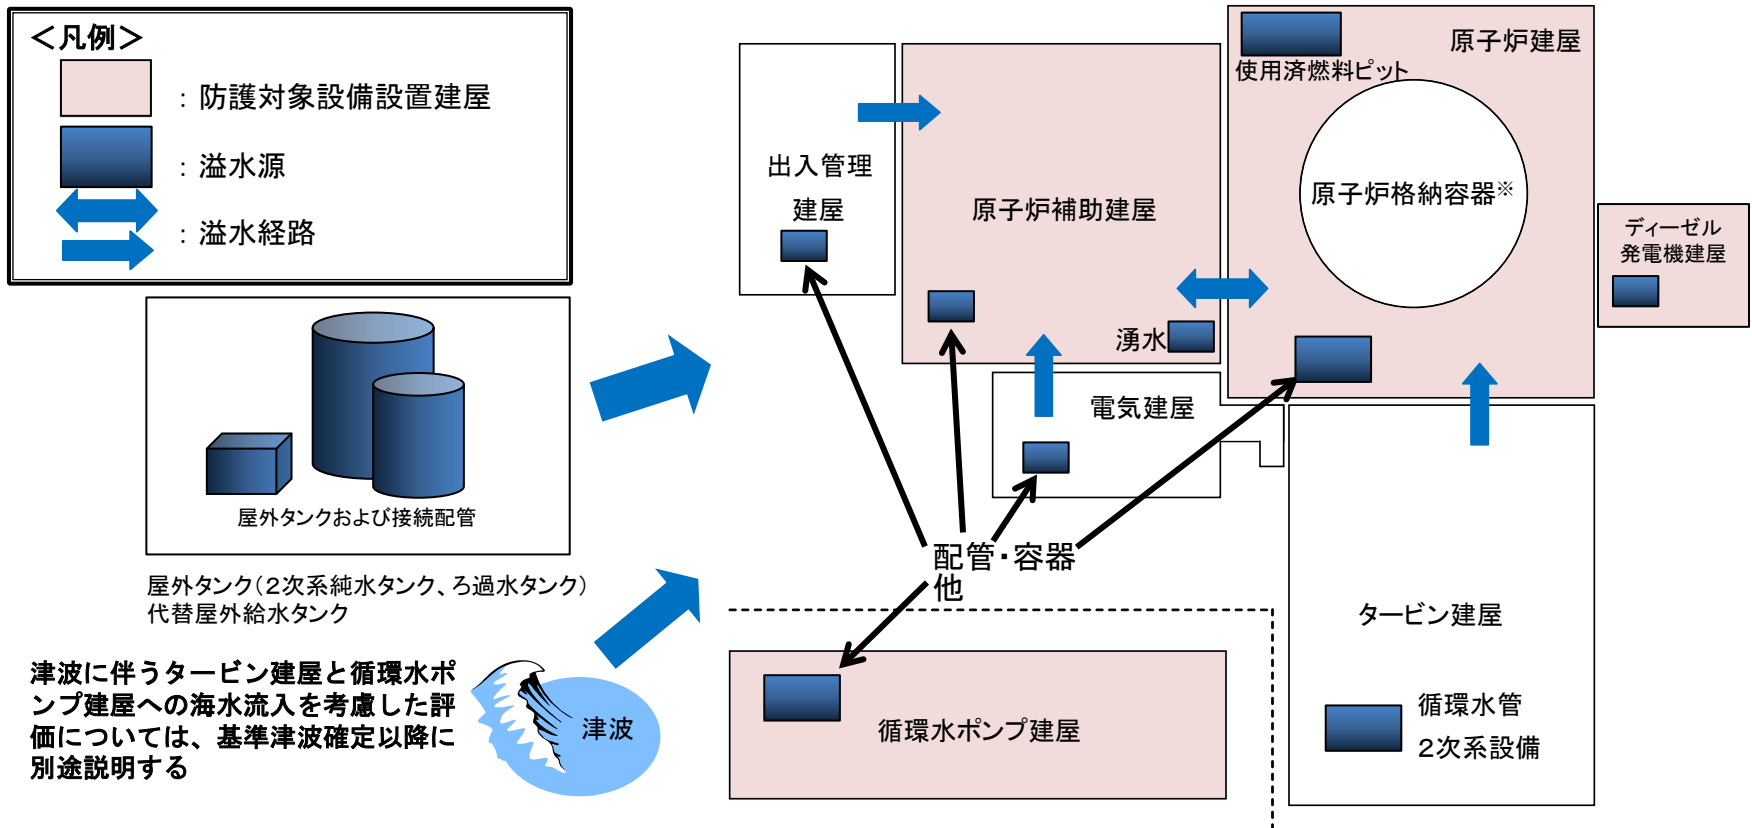 ＜凡例＞
：防護対象設備設置建屋
：溢水源
：溢水経路
屋外タンクおよび接続配管
屋外タンク（２次系純水タンク、ろ過水タンク）
代替屋外給水タンク
津波に伴うタービン建屋と循環水ポ
ンプ建屋への海水流入を考慮した評
価については、基準津波確定以降に
別途説明する
津波
出入管理
建屋
原子炉補助建屋
湧水
原子炉建屋
使用済燃料ピット
原子炉格納容器※
ディーゼル
発電機建屋
電気建屋
配管・容器
他
循環水ポンプ建屋
タービン建屋
循環水管
２次系設備